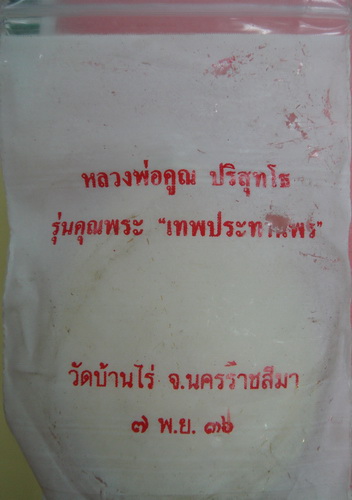 หลวงพ่อคูณ ปริสุทโธ
รุ่นคุณพระ "เทพประทานพร"
วัดบ้านไร่ จ.นครราชสีมา
๗ พ.ย. ๓๖